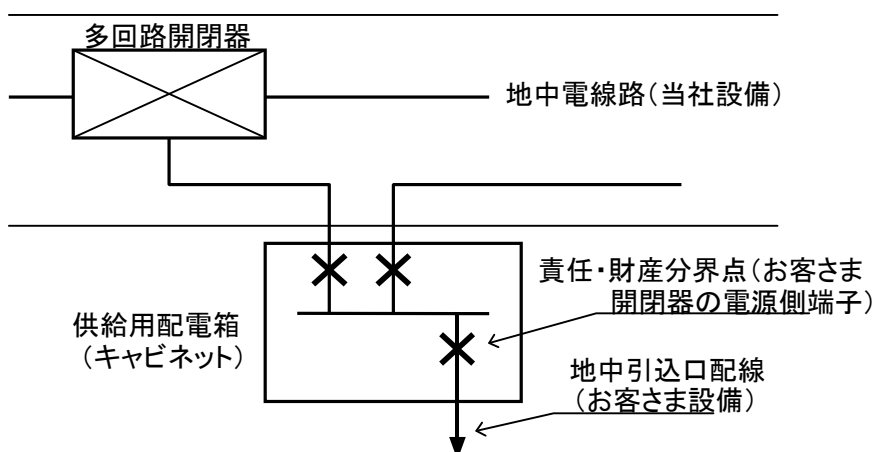 多回路開閉器
地中電線路（当社設備）
責任・財産分界点（お客さま
開閉器の電源側端子）
供給用配電箱
（キャビネット）
地中引込口配線
（お客さま設備）